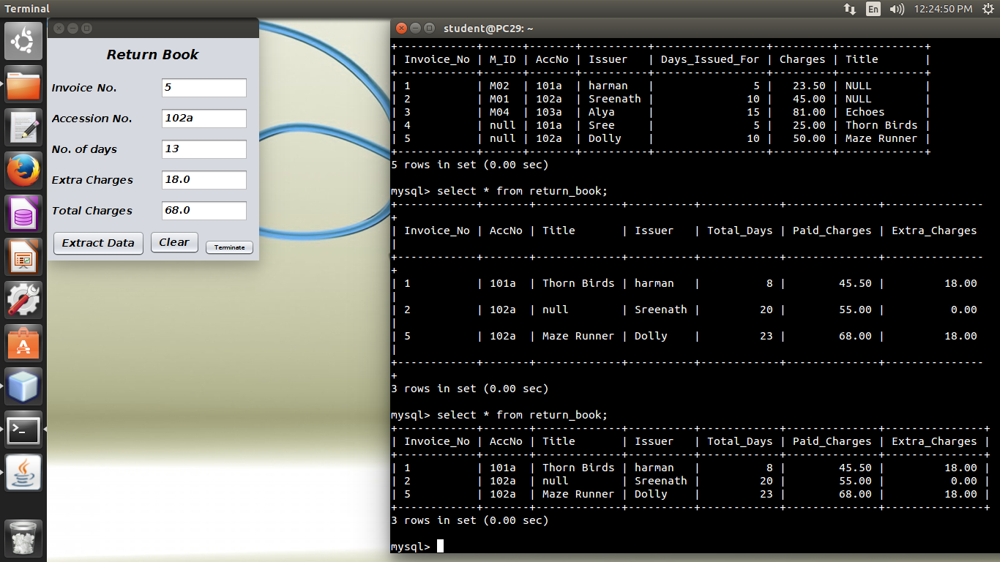 Terminal
En
12:24:50 PM
Return Book
Invoice No. 5
Accession No. 102a
No. of days 13
Extra Charges 18.0
Total Charges 68.0
Extract Data Clear Terminate
student@PC29: ~
+------------+------+-------+----------+-----------------+---------+-------------+
| Invoice_No | M_ID | AccNo | Issuer   | Days_Issued_For | Charges | Title       |
+------------+------+-------+----------+-----------------+---------+-------------+
| 1          | M02  | 101a  | harman   |               5 |   23.50 | NULL        |
| 2          | M01  | 102a  | Sreenath |              10 |   45.00 | NULL        |
| 3          | M04  | 103a  | Alya     |              15 |   81.00 | Echoes      |
| 4          | null | 101a  | Sree     |               5 |   25.00 | Thorn Birds |
| 5          | null | 102a  | Dolly    |              10 |   50.00 | Maze Runner |
+------------+------+-------+----------+-----------------+---------+-------------+
5 rows in set (0.00 sec)
mysql> select * from return_book;
+------------+-------+-------------+----------+------------+--------------+---------------
+
| Invoice_No | AccNo | Title       | Issuer   | Total_Days | Paid_Charges | Extra_Charges
|
+------------+-------+-------------+----------+------------+--------------+---------------
+
| 1          | 101a  | Thorn Birds | harman   |          8 |        45.50 |         18.00
|
| 2          | 102a  | null        | Sreenath |         20 |        55.00 |          0.00
|
| 5          | 102a  | Maze Runner | Dolly    |         23 |        68.00 |         18.00
|
+------------+-------+-------------+----------+------------+--------------+---------------
+
3 rows in set (0.00 sec)
mysql> select * from return_book;
+------------+-------+-------------+----------+------------+--------------+---------------+
| Invoice_No | AccNo | Title       | Issuer   | Total_Days | Paid_Charges | Extra_Charges |
+------------+-------+-------------+----------+------------+--------------+---------------+
| 1          | 101a  | Thorn Birds | harman   |          8 |        45.50 |         18.00 |
| 2          | 102a  | null        | Sreenath |         20 |        55.00 |          0.00 |
| 5          | 102a  | Maze Runner | Dolly    |         23 |        68.00 |         18.00 |
+------------+-------+-------------+----------+------------+--------------+---------------+
3 rows in set (0.00 sec)
mysql>